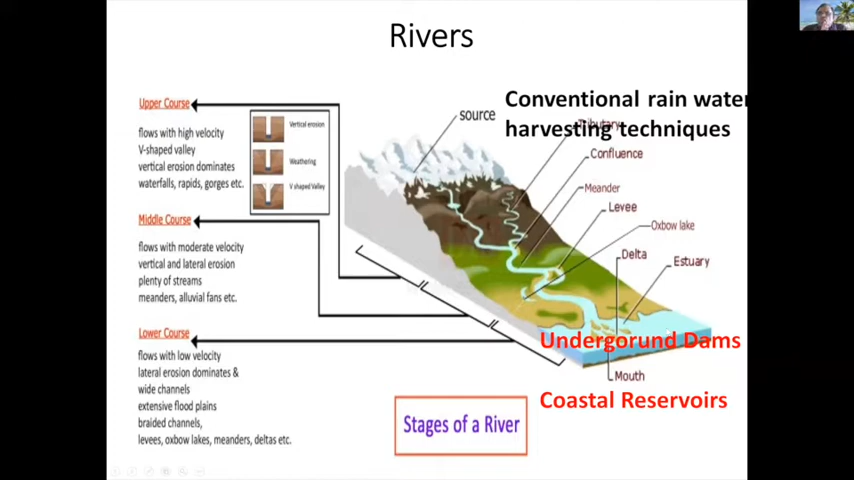 Rivers
Upper Course
flows with high velocity
V-shaped valley
vertical erosion dominates
waterfalls, rapids, gorges etc.
Vertical erosion
Weathering
V shaped Valley
Middle Course
flows with moderate velocity
vertical and lateral erosion
plenty of streams
meanders, alluvial fans etc.
Lower Course
flows with low velocity
lateral erosion dominates &
wide channels
extensive flood plains
braided channels,
levees, oxbow lakes, meanders, deltas etc.
source
Conventional rain water
harvesting techniques
Tributary
Confluence
Meander
Levee
Oxbow lake
Delta
Estuary
Undergorund Dams
Mouth
Coastal Reservoirs
Stages of a River